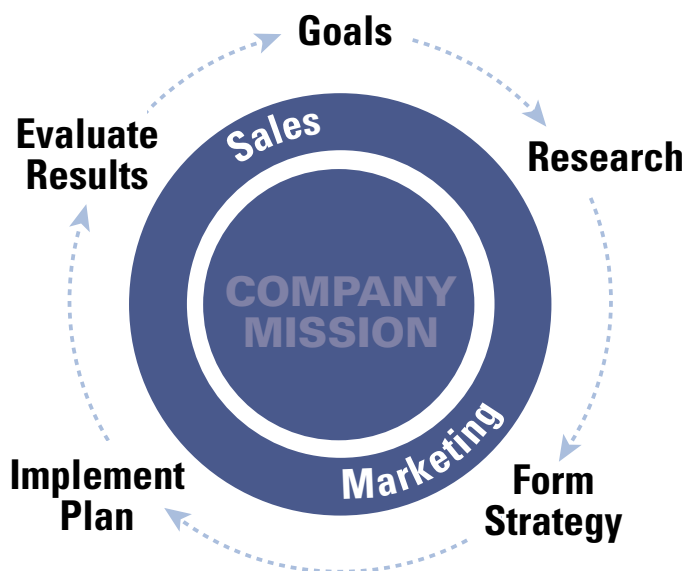 Goals
Research
Form
Strategy
Implement
Plan
Evaluate
Results
Sales
COMPANY
MISSION
Marketing